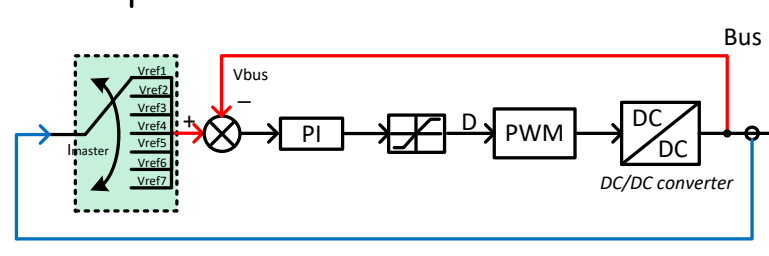 Bus
Vref1
Vbus
Vref2
−
Vref3
+
Vref4
D
PI
PWM
DC
DC
Imaster
Vref5
Vref6
Vref7
DC/DC converter